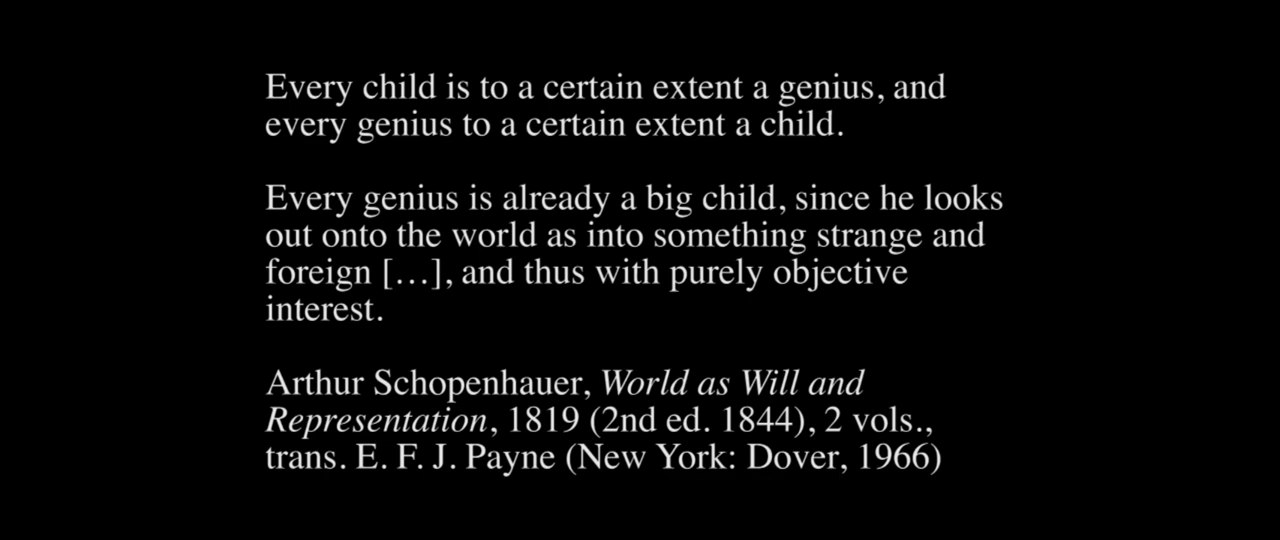 Every child is to a certain extent a genius, and
every genius to a certain extent a child.
Every genius is already a big child, since he looks
out onto the world as into something strange and
foreign […], and thus with purely objective
interest.
Arthur Schopenhauer, World as Will and
Representation, 1819 (2nd ed. 1844), 2 vols.,
trans. E. F. J. Payne (New York: Dover, 1966)